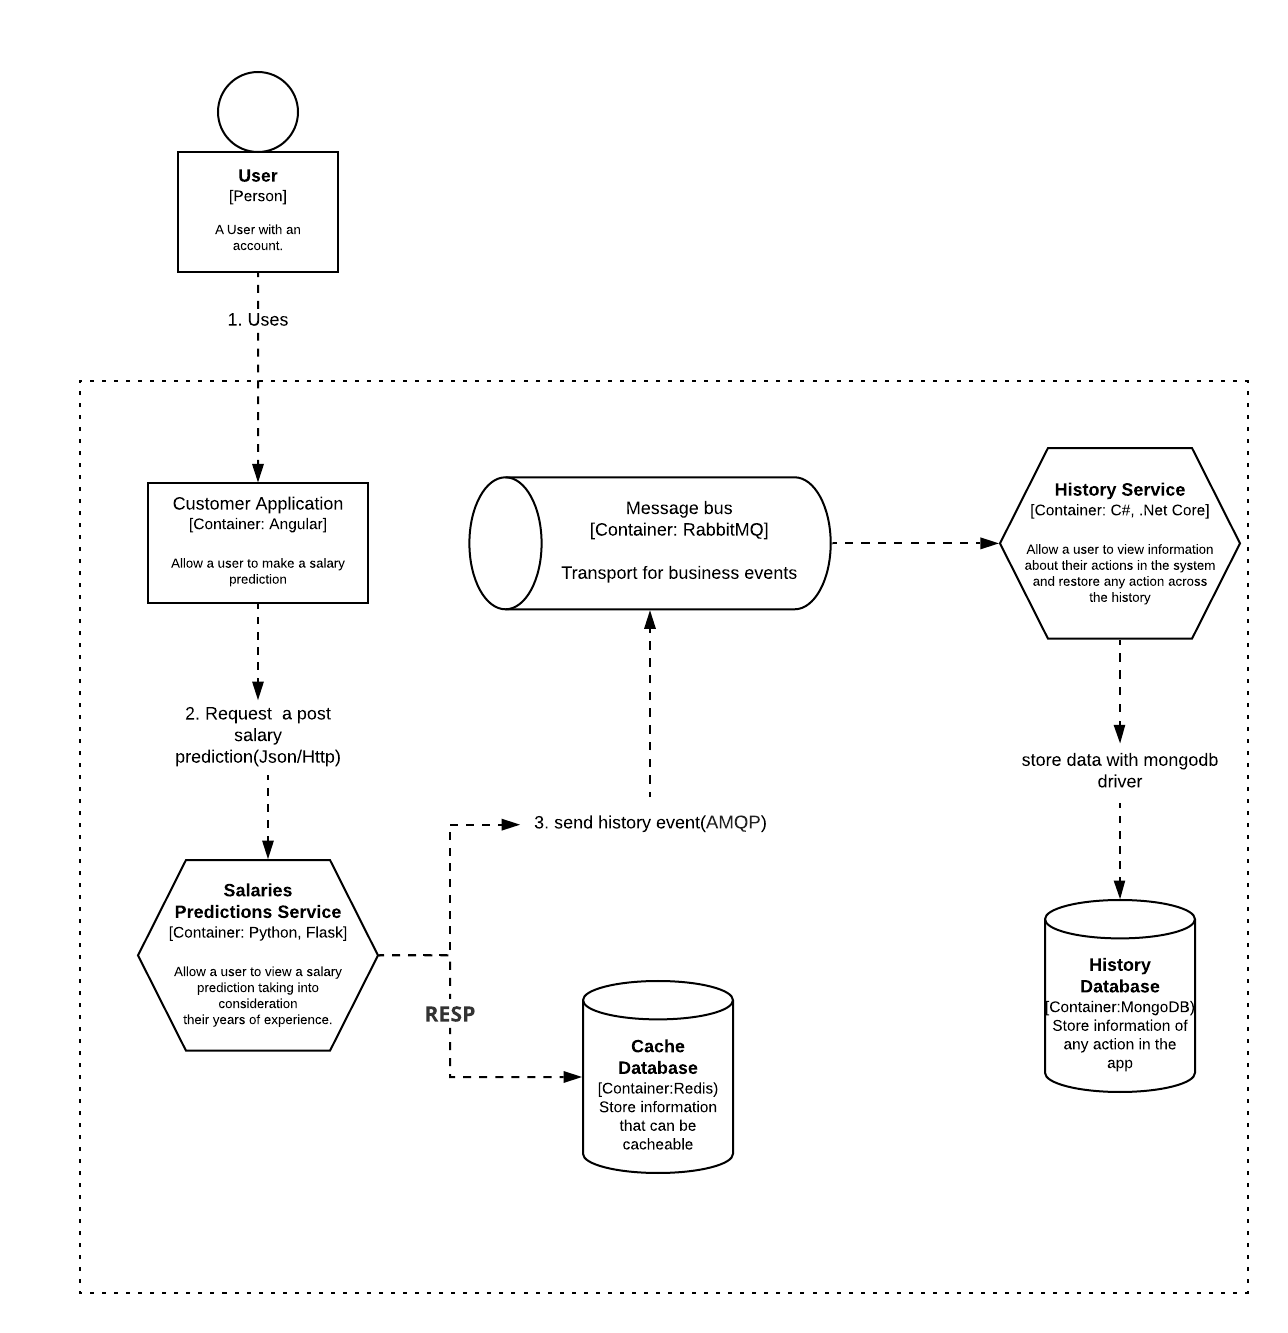 User
[Person]
A User with an
account.
1. Uses
Customer Application
[Container: Angular]
Allow a user to make a salary
prediction
Message bus
[Container: RabbitMQ]
Transport for business events
History Service
[Container: C#, .Net Core]
Allow a user to view information
about their actions in the system
and restore any action across
the history
2. Request  a post
salary
prediction(Json/Http)
store data with mongodb
driver
3. send history event(AMQP)
Salaries
Predictions Service
[Container: Python, Flask]
Allow a user to view a salary
prediction taking into
consideration
their years of experience.
RESP
Cache
Database
[Container:Redis)
Store information
that can be
cacheable
History
Database
[Container:MongoDB)
Store information of
any action in the
app